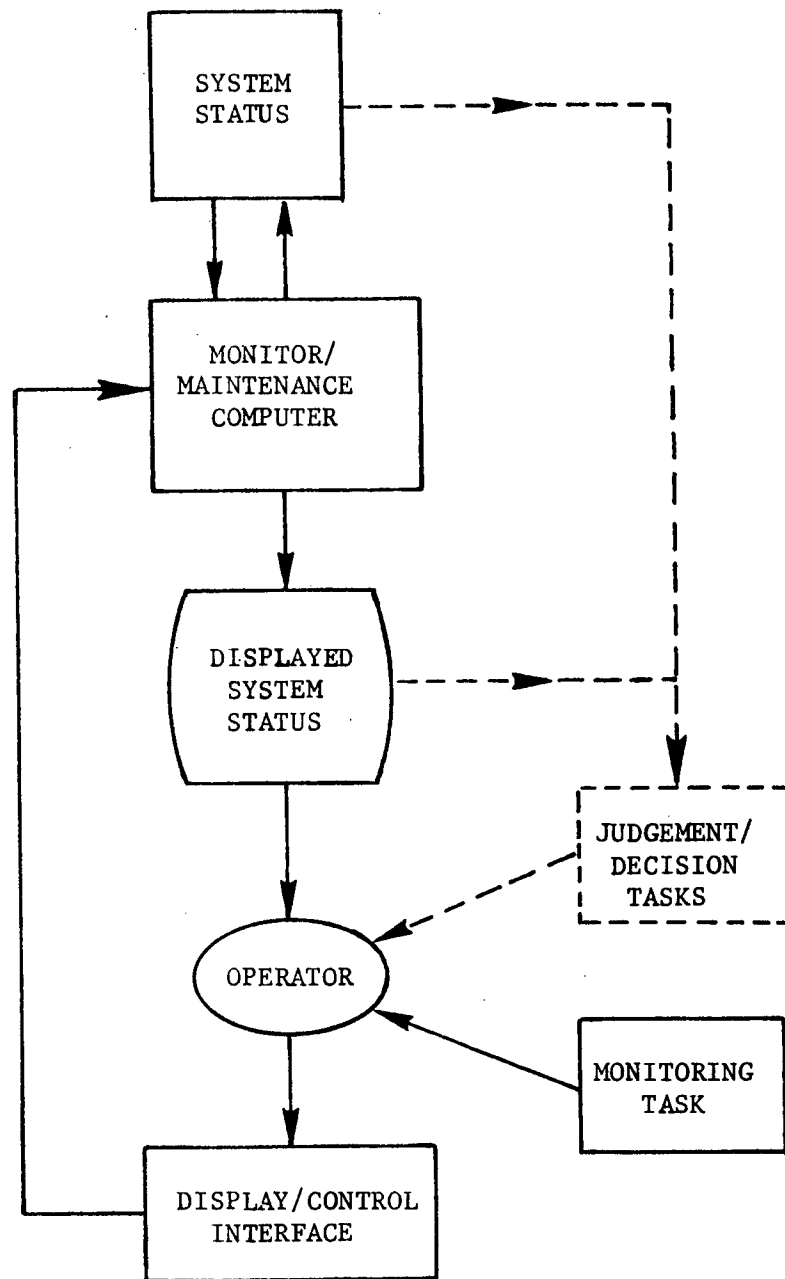 SYSTEM
STATUS
MONITOR/
MAINTENANCE
COMPUTER
DISPLAYED
SYSTEM
STATUS
JUDGEMENT/
DECISION
TASKS
OPERATOR
MONITORING
TASK
DISPLAY/CONTROL
INTERFACE